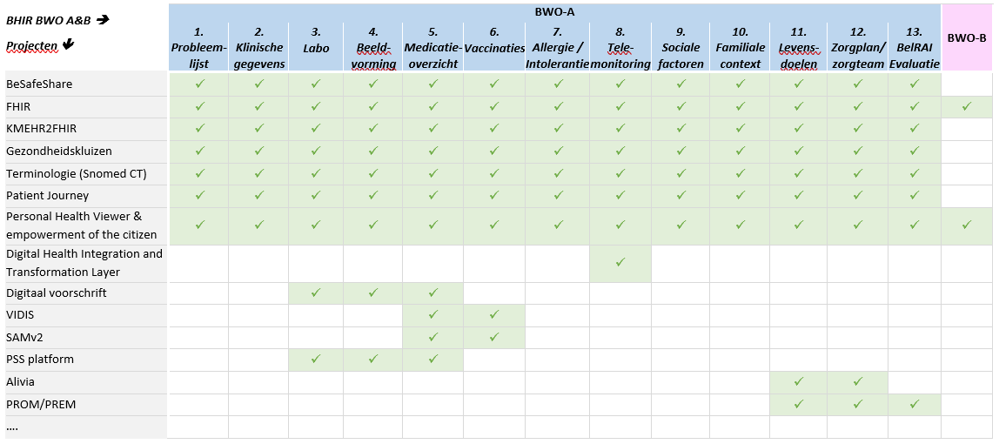 BHIR BWO A&B 🡪
Projecten 🡫
BWO-A
BWO-B
1.
Probleem-
lijst
2.
Klinische
gegevens
3.
Labo
4.
Beeld-
vorming
5.
Medicatie-
overzicht
6.
Vaccinaties
7.
Allergie /
Intolerantie
8.
Tele-
monitoring
9.
Sociale
factoren
10.
Familiale
context
11.
Levens-
doelen
12.
Zorgplan/
zorgteam
13.
BelRAI
Evaluatie
BeSafeShare ✓ ✓ ✓ ✓ ✓ ✓ ✓ ✓ ✓ ✓ ✓ ✓ ✓
FHIR ✓ ✓ ✓ ✓ ✓ ✓ ✓ ✓ ✓ ✓ ✓ ✓ ✓ ✓
KMEHR2FHIR ✓ ✓ ✓ ✓ ✓ ✓ ✓ ✓ ✓ ✓ ✓ ✓ ✓
Gezondheidskluizen ✓ ✓ ✓ ✓ ✓ ✓ ✓ ✓ ✓ ✓ ✓ ✓ ✓
Terminologie (Snomed CT) ✓ ✓ ✓ ✓ ✓ ✓ ✓ ✓ ✓ ✓ ✓ ✓ ✓
Patient Journey ✓ ✓ ✓ ✓ ✓ ✓ ✓ ✓ ✓ ✓ ✓ ✓ ✓
Personal Health Viewer &
empowerment of the citizen ✓ ✓ ✓ ✓ ✓ ✓ ✓ ✓ ✓ ✓ ✓ ✓ ✓ ✓
Digital Health Integration and
Transformation Layer ✓
Digitaal voorschrift ✓ ✓ ✓
VIDIS ✓ ✓
SAMv2 ✓ ✓
PSS platform ✓ ✓ ✓
Alivia ✓ ✓
PROM/PREM ✓ ✓ ✓
....